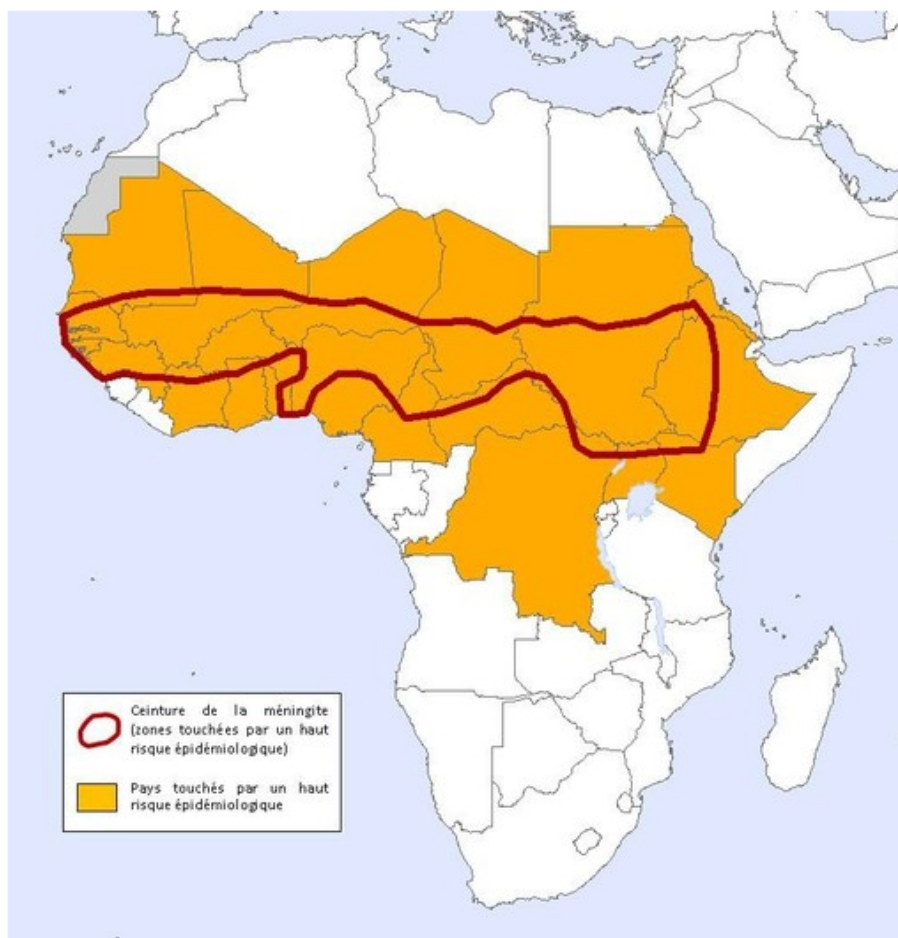 Ceinture de la méningite
(zones touchées par un haut
risque épidémiologique)
Pays touchés par un haut
risque épidémiologique